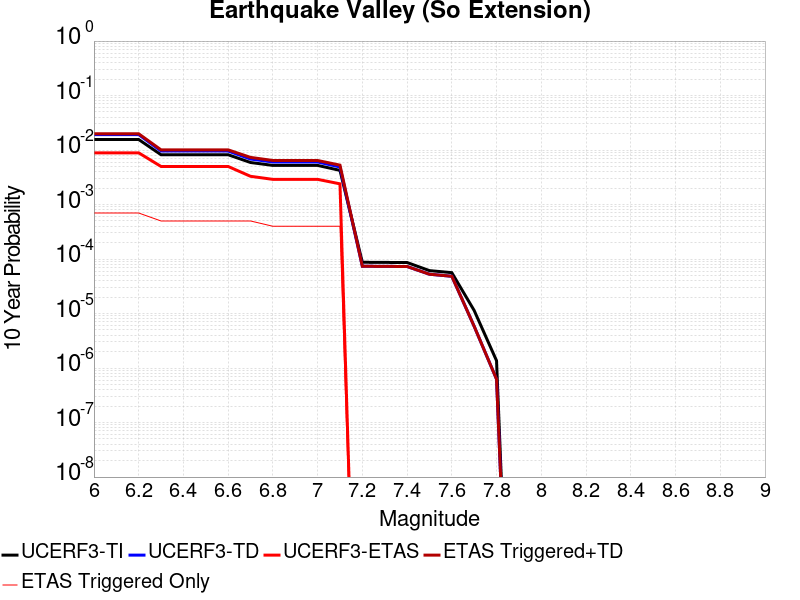 Earthquake Valley (So Extension)
10^0
10^-1
10^-2
10^-3
10^-4
10^-5
10^-6
10^-7
10^-8
10 Year Probability
6 6.2 6.4 6.6 6.8 7 7.2 7.4 7.6 7.8 8 8.2 8.4 8.6 8.8 9
Magnitude
UCERF3-TI UCERF3-TD UCERF3-ETAS ETAS Triggered+TD
ETAS Triggered Only